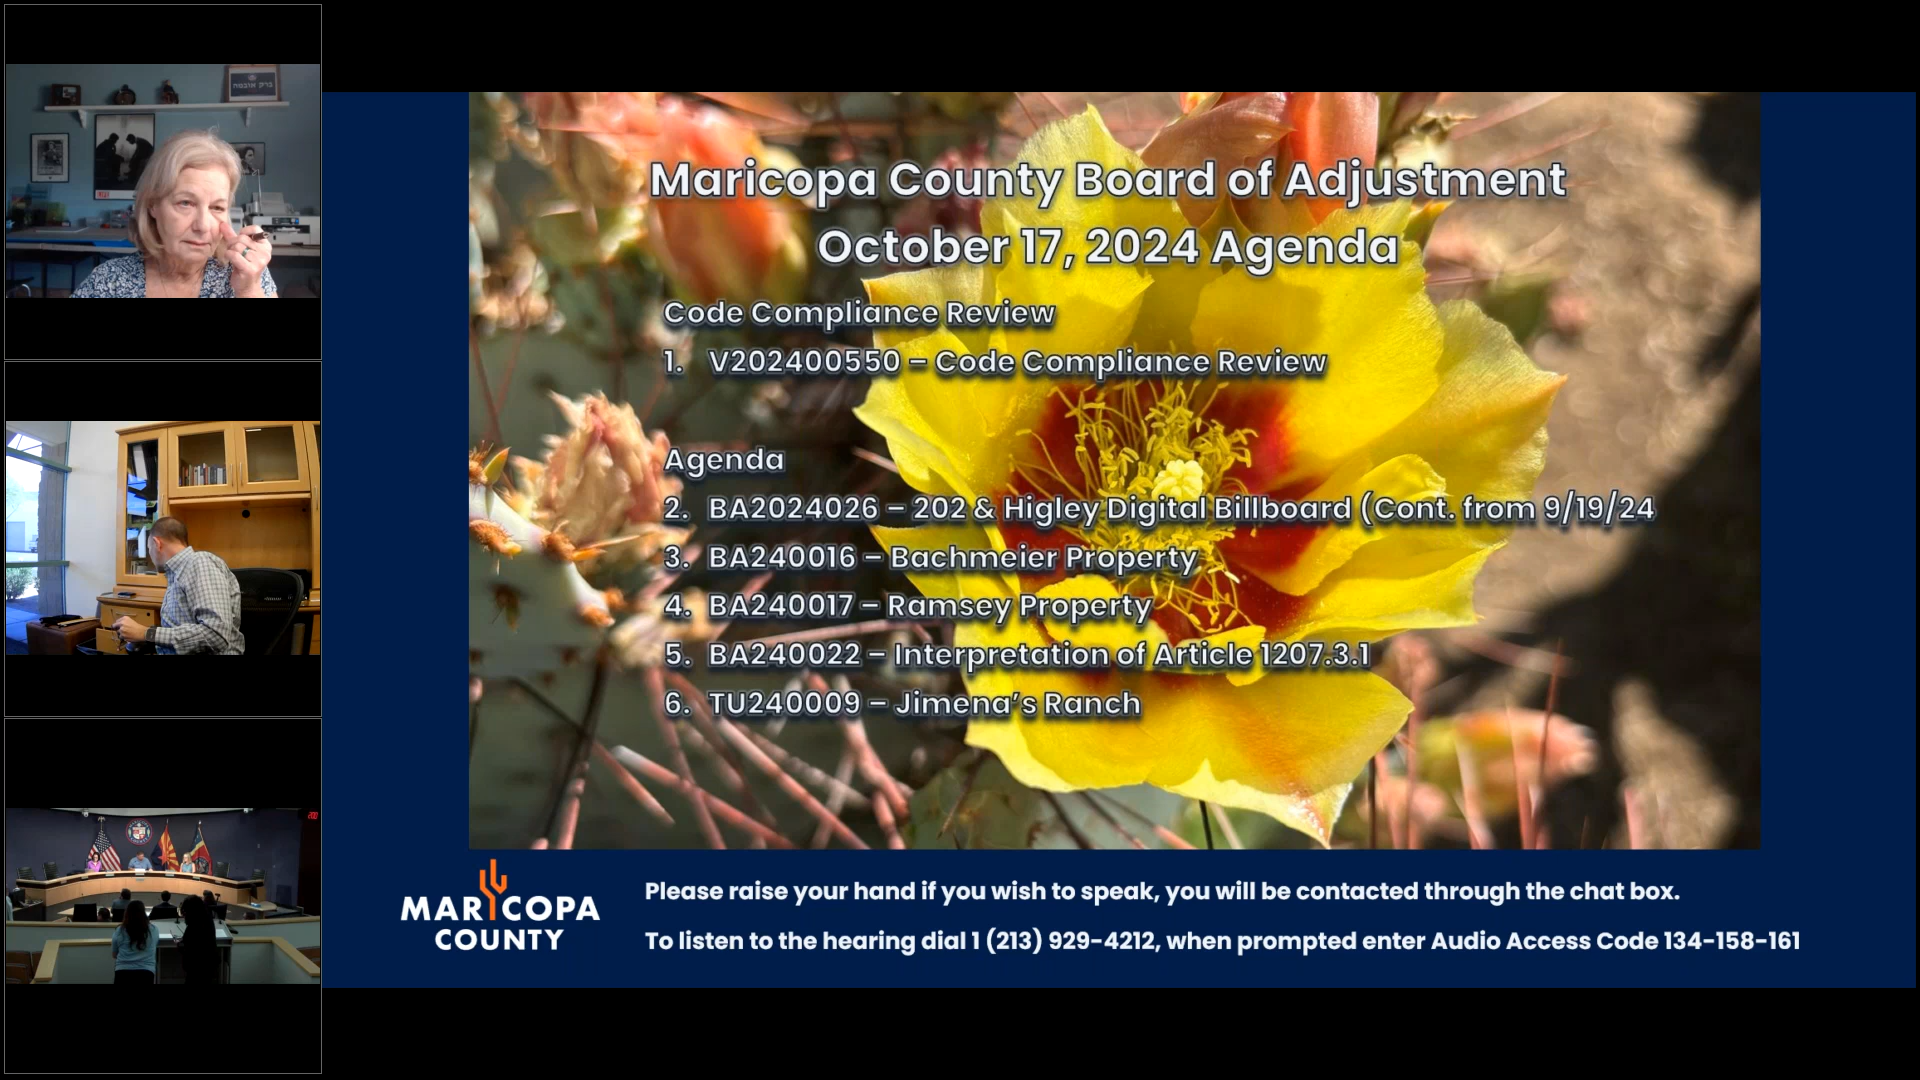 ברק אובמה
Maricopa County Board of Adjustment
October 17, 2024 Agenda
Code Compliance Review
1. V202400550 – Code Compliance Review
Agenda
2. BA2024026 – 202 & Higley Digital Billboard (Cont. from 9/19/24
3. BA240016 – Bachmeier Property
4. BA240017 – Ramsey Property
5. BA240022 – Interpretation of Article 1207.3.1
6. TU240009 – Jimena’s Ranch
MARICOPA
COUNTY
Please raise your hand if you wish to speak, you will be contacted through the chat box.
To listen to the hearing dial 1 (213) 929-4212, when prompted enter Audio Access Code 134-158-161